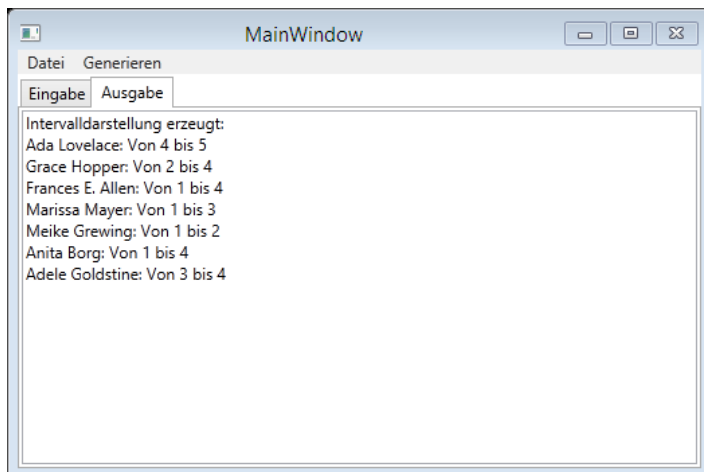 MainWindow
Datei Generieren
Eingabe Ausgabe
Intervalldarstellung erzeugt:
Ada Lovelace: Von 4 bis 5
Grace Hopper: Von 2 bis 4
Frances E. Allen: Von 1 bis 4
Marissa Mayer: Von 1 bis 3
Meike Grewing: Von 1 bis 2
Anita Borg: Von 1 bis 4
Adele Goldstine: Von 3 bis 4